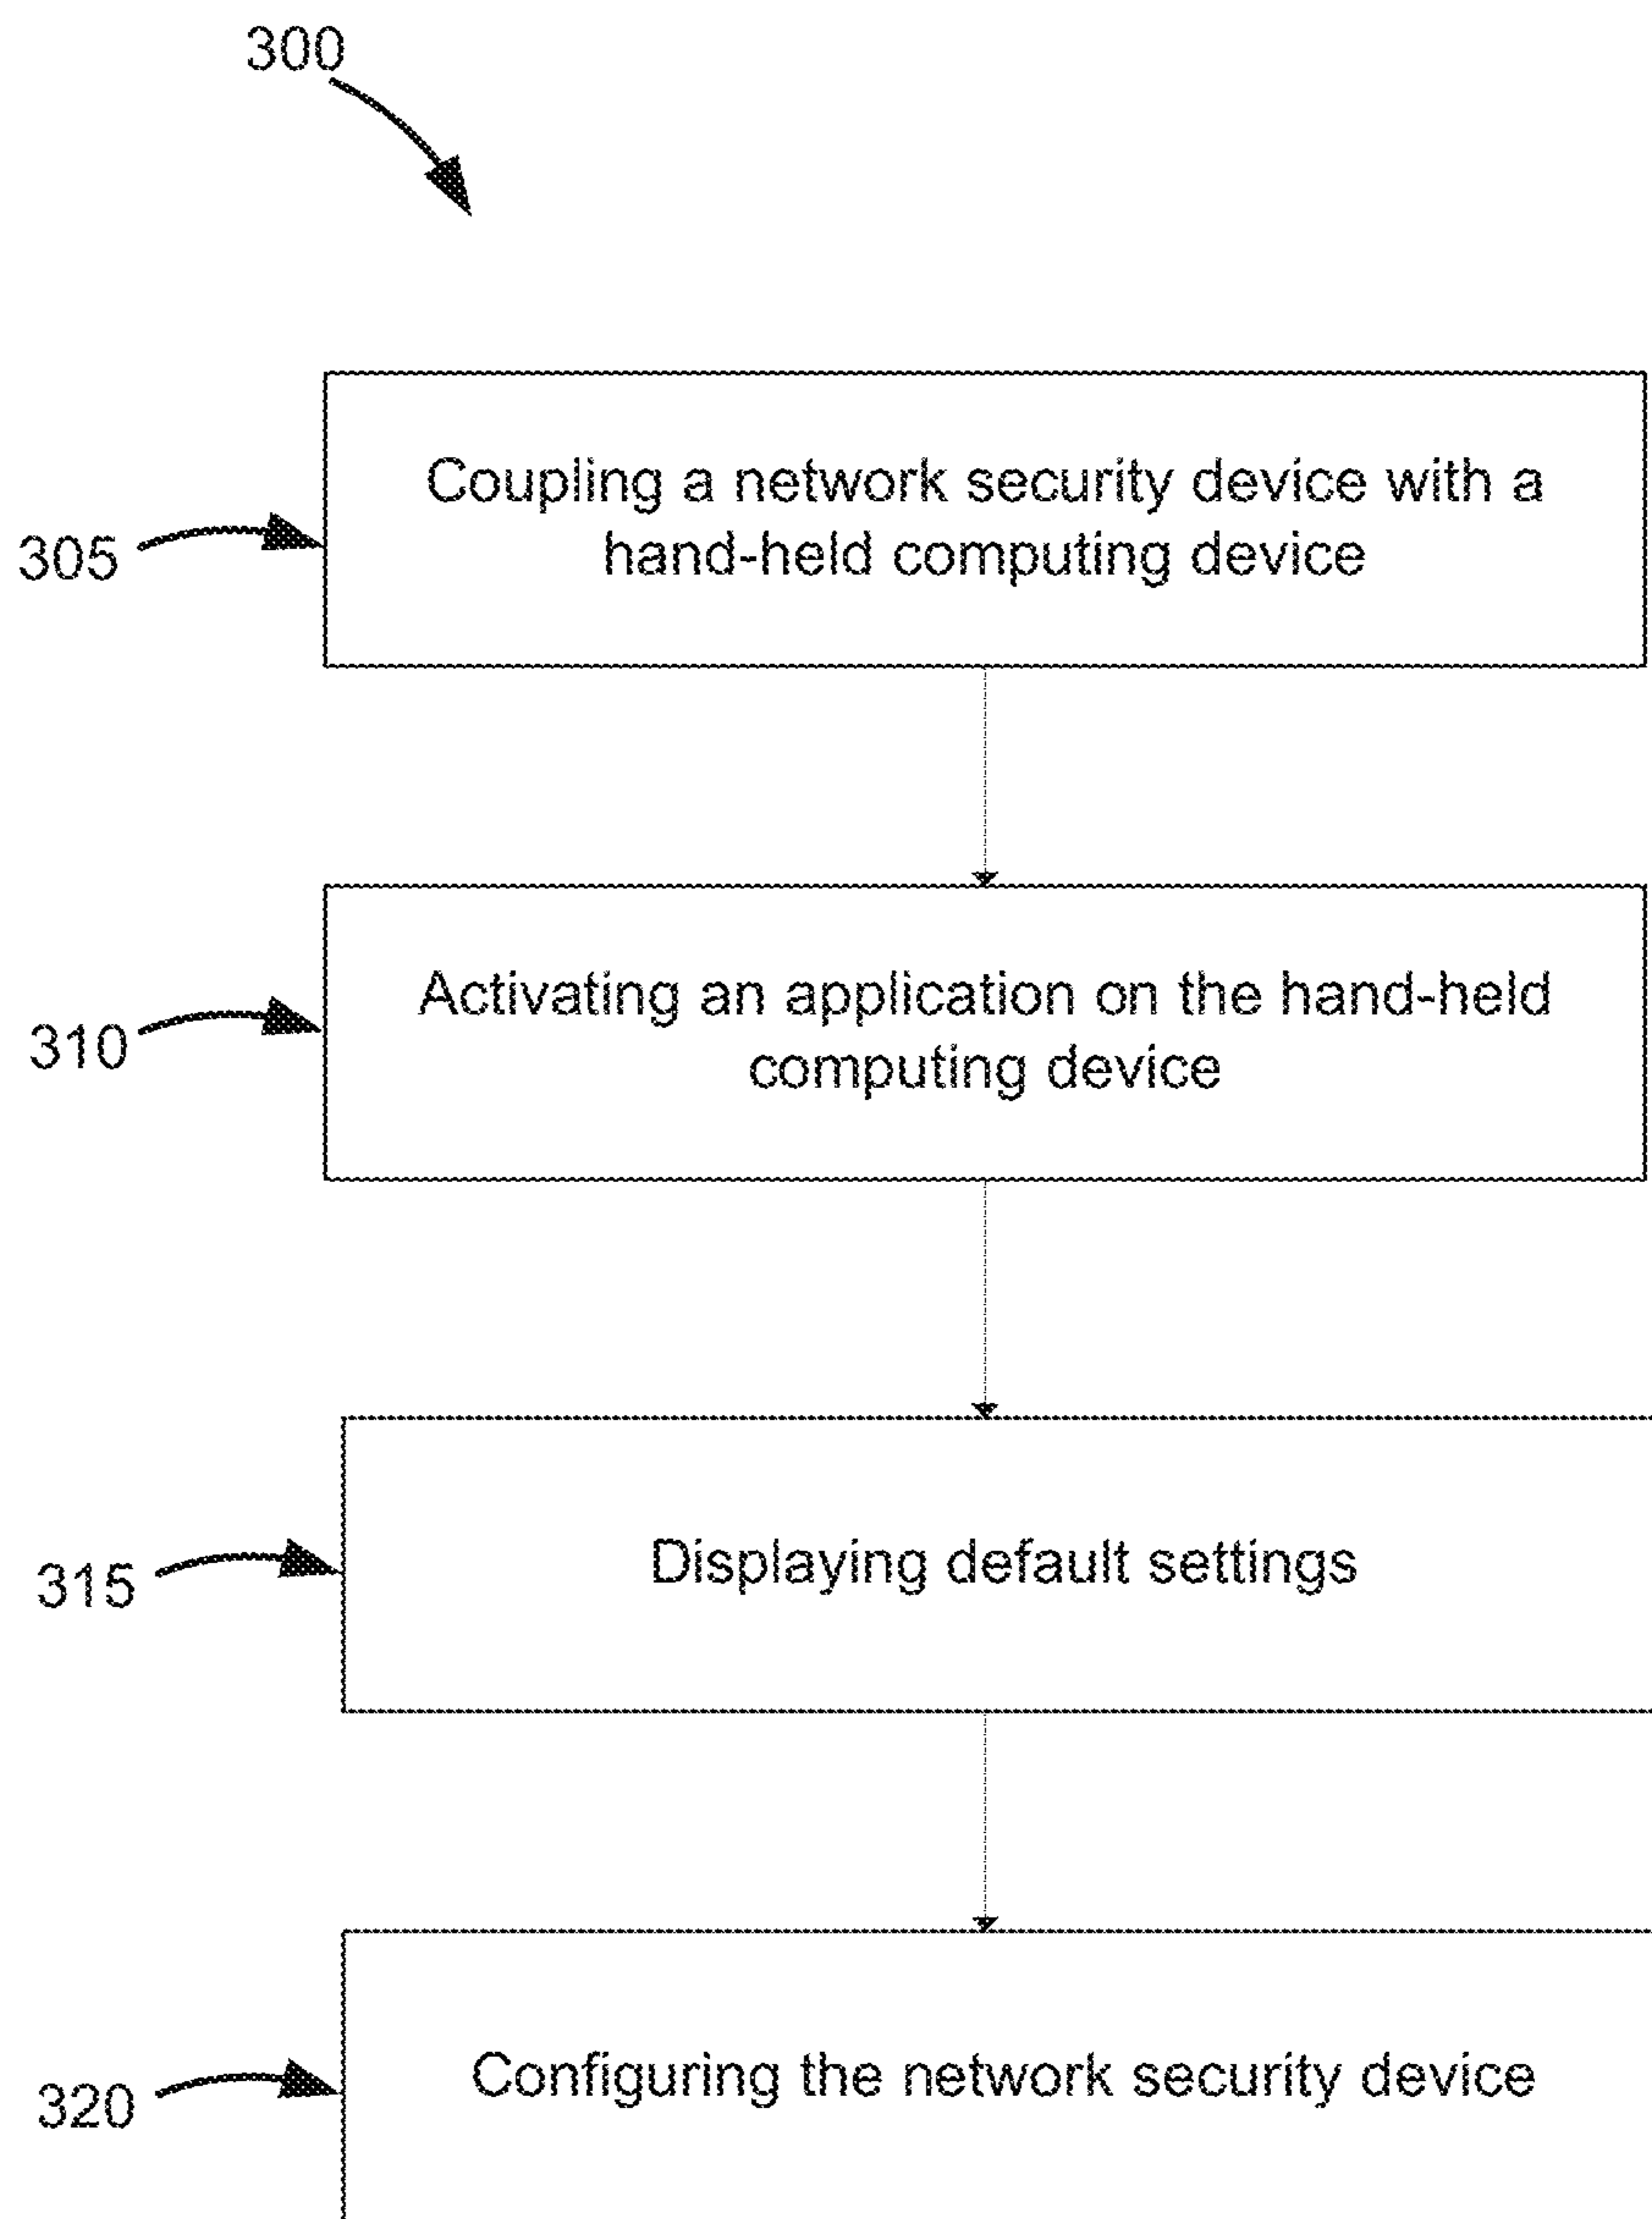 300
305
Coupling a network security device with a
hand-held computing device
310
Activating an application on the hand-held
computing device
315
Displaying default settings
320
Configuring the network security device